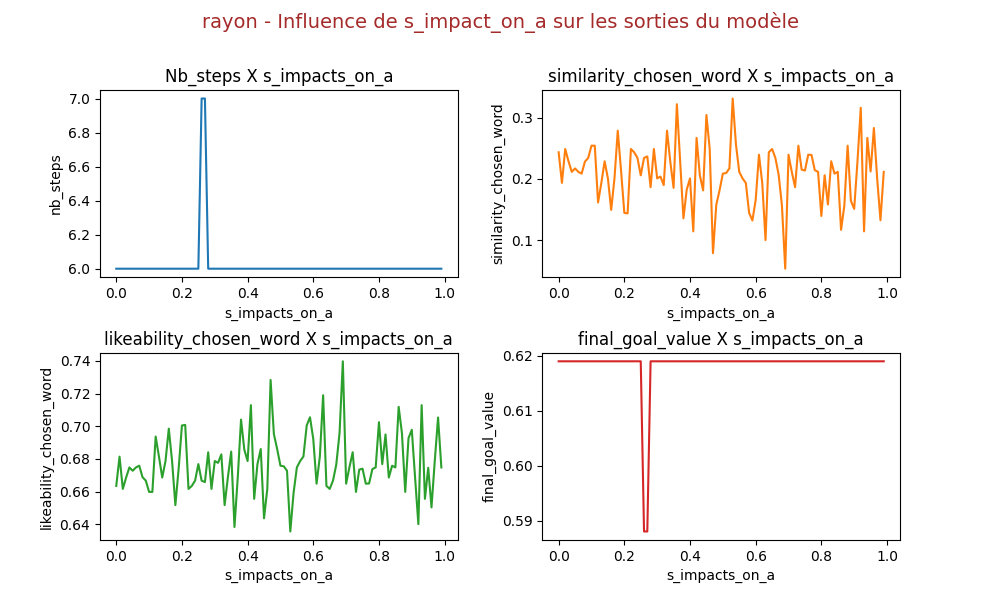 rayon - Influence de s_impact_on_a sur les sorties du modèle
Nb_steps X s_impacts_on_a
nb_steps
7.0
6.8
6.6
6.4
6.2
6.0
0.0 0.2 0.4 0.6 0.8 1.0
s_impacts_on_a
similarity_chosen_word X s_impacts_on_a
similarity_chosen_word
0.3
0.2
0.1
0.0 0.2 0.4 0.6 0.8 1.0
s_impacts_on_a
likeability_chosen_word X s_impacts_on_a
likeability_chosen_word
0.74
0.72
0.70
0.68
0.66
0.64
0.0 0.2 0.4 0.6 0.8 1.0
s_impacts_on_a
final_goal_value X s_impacts_on_a
final_goal_value
0.62
0.61
0.60
0.59
0.0 0.2 0.4 0.6 0.8 1.0
s_impacts_on_a